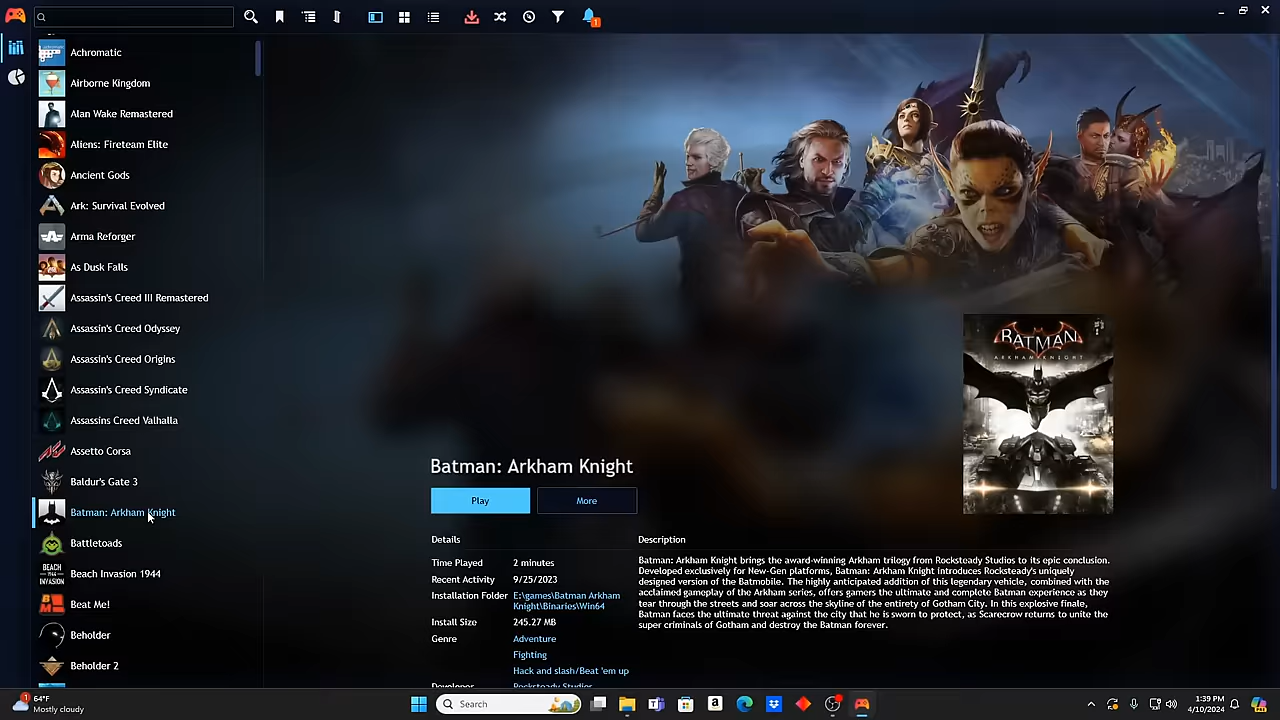 1
Achromatic
Airborne Kingdom
Alan Wake Remastered
Aliens: Fireteam Elite
Ancient Gods
Ark: Survival Evolved
Arma Reforger
As Dusk Falls
Assassin's Creed III Remastered
Assassin's Creed Odyssey
Assassin's Creed Origins
Assassin's Creed Syndicate
Assassins Creed Valhalla
Assetto Corsa
Baldur's Gate 3
Batman: Arkham Knight
Battletoads
BEACH
1944
INVASION
Beach Invasion 1944
Beat Me!
Beholder
Beholder 2
BATMAN
ARKHAM KNIGHT
Batman: Arkham Knight
Play
More
Details
Time Played 2 minutes
Recent Activity 9/25/2023
Installation Folder E:\games\Batman Arkham
Knight\Binaries\Win64
Install Size 245.27 MB
Genre Adventure
Fighting
Hack and slash/Beat 'em up
Developer Rocksteady Studios
Description
Batman: Arkham Knight brings the award-winning Arkham trilogy from Rocksteady Studios to its epic conclusion.
Developed exclusively for New-Gen platforms, Batman: Arkham Knight introduces Rocksteady's uniquely
designed version of the Batmobile. The highly anticipated addition of this legendary vehicle, combined with the
acclaimed gameplay of the Arkham series, offers gamers the ultimate and complete Batman experience as they
tear through the streets and soar across the skyline of the entirety of Gotham City. In this explosive finale,
Batman faces the ultimate threat against the city that he is sworn to protect, as Scarecrow returns to unite the
super criminals of Gotham and destroy the Batman forever.
1
64°F
Mostly cloudy
Search
1:39 PM
4/10/2024